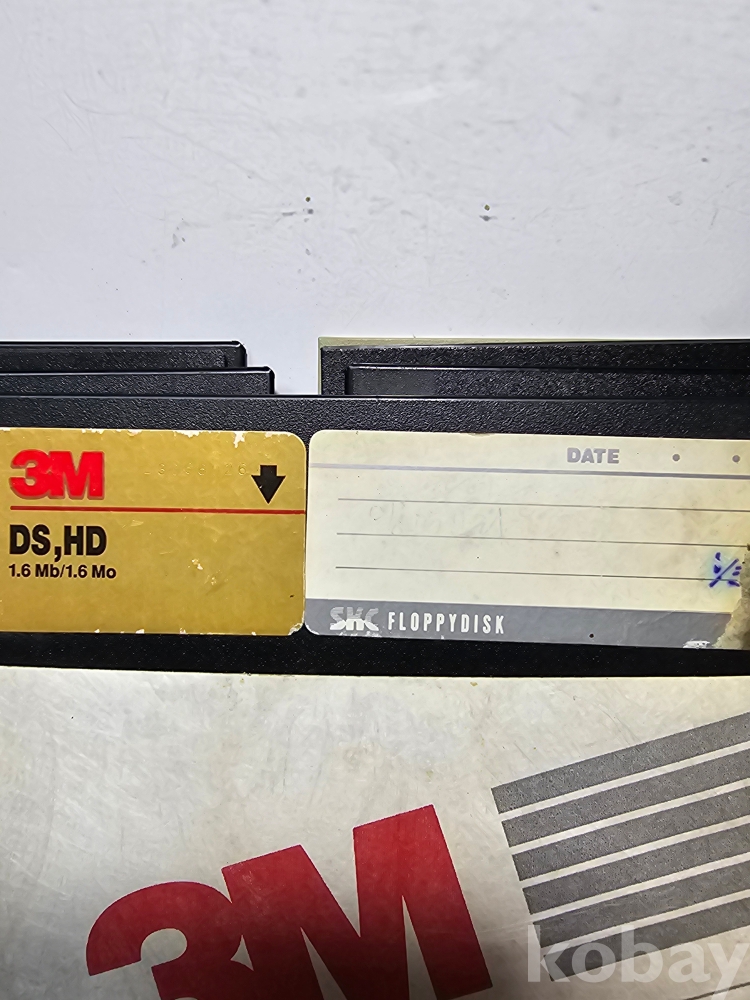 3M
DS,HD
1.6 Mb/1.6 Mo
DATE
SKC FLOPPYDISK
3M
kobay